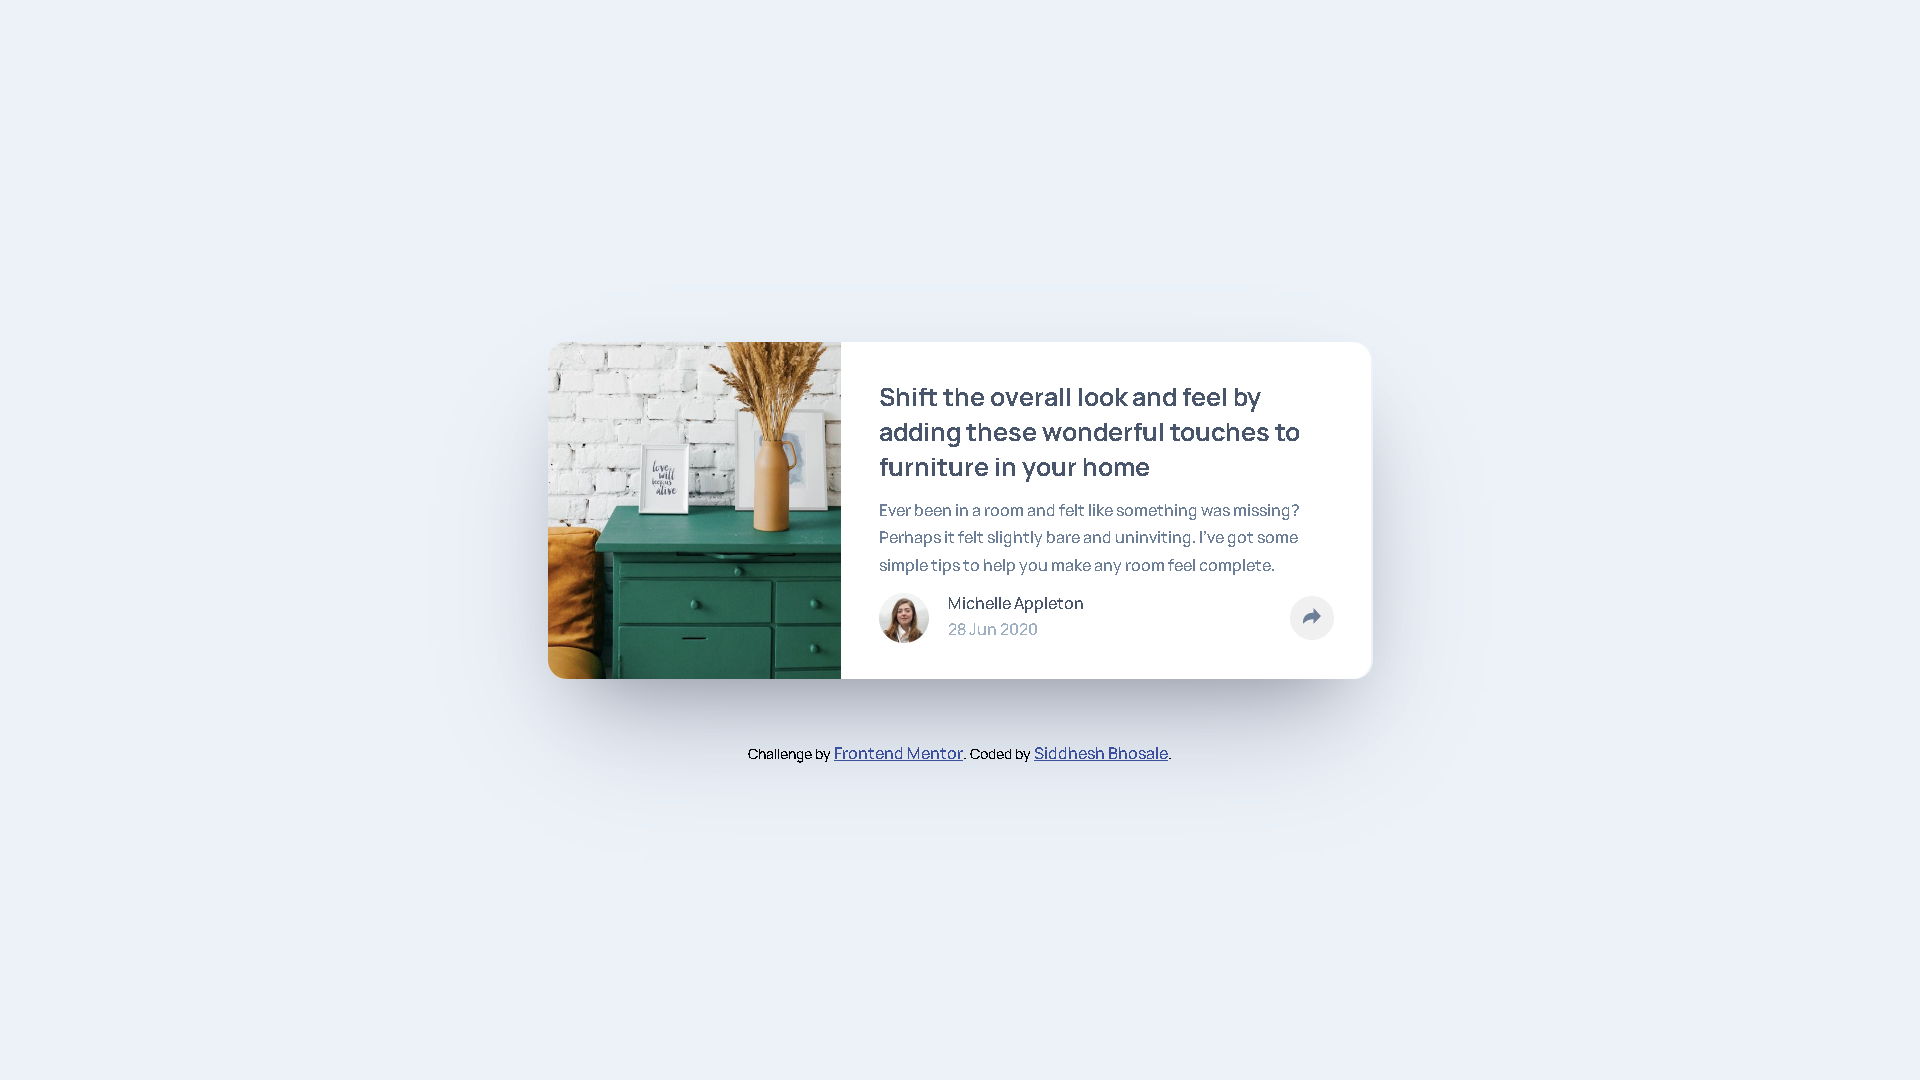 love
will
keep us
alive
Shift the overall look and feel by
adding these wonderful touches to
furniture in your home
Ever been in a room and felt like something was missing?
Perhaps it felt slightly bare and uninviting. I’ve got some
simple tips to help you make any room feel complete.
Michelle Appleton
28 Jun 2020
Challenge by Frontend Mentor. Coded by Siddhesh Bhosale.